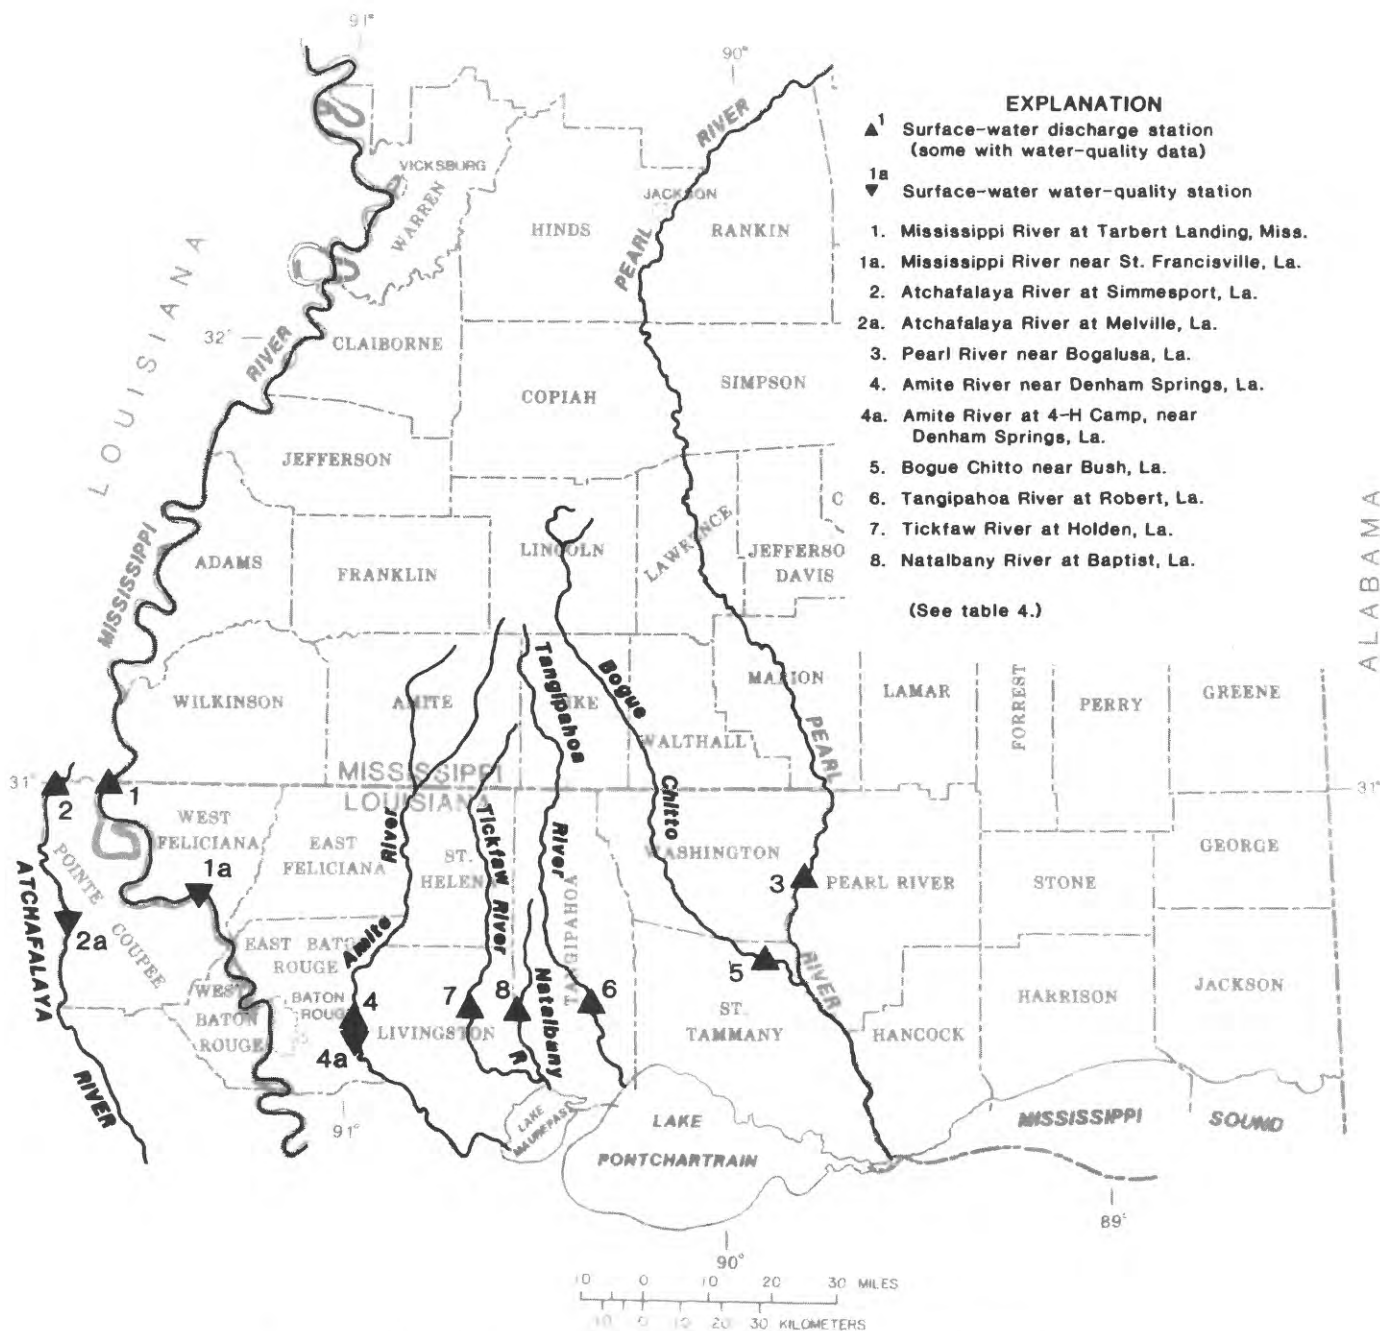 91°
90°
EXPLANATION
1
Surface-water discharge station
(some with water-quality data)
1a
Surface-water water-quality station
1. Mississippi River at Tarbert Landing, Miss.
1a. Mississippi River near St. Francisville, La.
2. Atchafalaya River at Simmesport, La.
2a. Atchafalaya River at Melville, La.
3. Pearl River near Bogalusa, La.
4. Amite River near Denham Springs, La.
4a. Amite River at 4-H Camp, near
Denham Springs, La.
5. Bogue Chitto near Bush, La.
6. Tangipahoa River at Robert, La.
7. Tickfaw River at Holden, La.
8. Natalbany River at Baptist, La.
(See table 4.)
VICKSBURG
WARREN
RIVER
JACKSON
HINDS
RANKIN
PEARL
LOUISIANA
32°
RIVER
CLAIBORNE
COPIAH
SIMPSON
JEFFERSON
MISSISSIPPI
ADAMS
FRANKLIN
LINCOLN
LAWRENCE
C
JEFFERSO
DAVIS
ALABAMA
WILKINSON
AMITE
Tangipahoa
IKE
Bogue
WALTHALL
MARION
PEARL
LAMAR
FORREST
PERRY
GREENE
31°
2
1
MISSISSIPPI
LOUISIANA
Chitto
31°
WEST
FELICIANA
1a
EAST
FELICIANA
River
ST.
HELENA
Tickfaw
River
River
WASHINGTON
3
PEARL RIVER
STONE
GEORGE
ATCHAFALAYA
POINTE
COUPEE
2a
EAST BATO
ROUGE
Amite
TANGIPAHOA
5
RIVER
WEST
BATON
ROUGE
BATON
ROUGE
4
4a
LIVINGSTON
7
8
Natalbany
R
6
ST.
TAMMANY
HANCOCK
HARRISON
JACKSON
RIVER
91°
LAKE
MAUREPAS
LAKE
PONTCHARTRAIN
MISSISSIPPI
SOUND
89°
90°
10 0 10 20 30 MILES
10 0 10 20 30 KILOMETERS